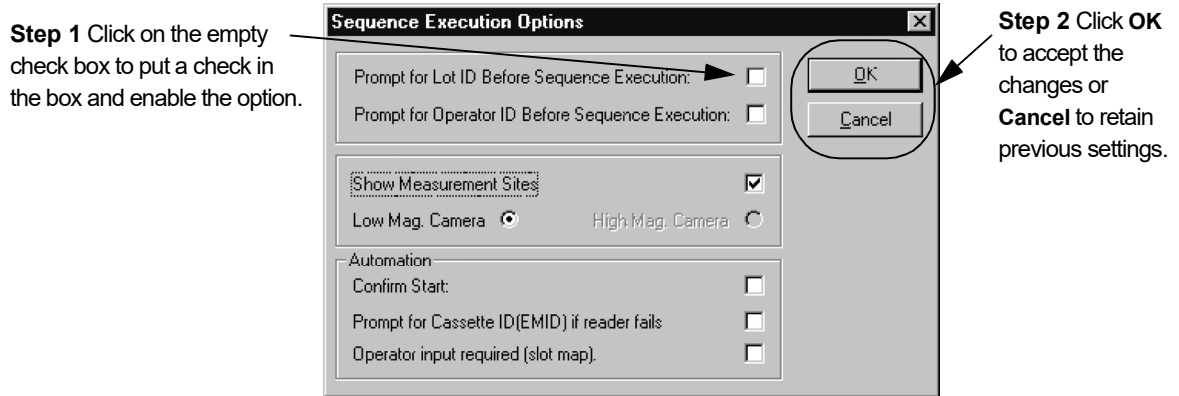 Step 1 Click on the empty
check box to put a check in
the box and enable the option.
Sequence Execution Options
Prompt for Lot ID Before Sequence Execution:
Prompt for Operator ID Before Sequence Execution:
OK
Cancel
Show Measurement Sites
Low Mag. Camera
High Mag. Camera
Automation
Confirm Start:
Prompt for Cassette ID(EMID) if reader fails
Operator input required (slot map).
Step 2 Click OK
to accept the
changes or
Cancel to retain
previous settings.